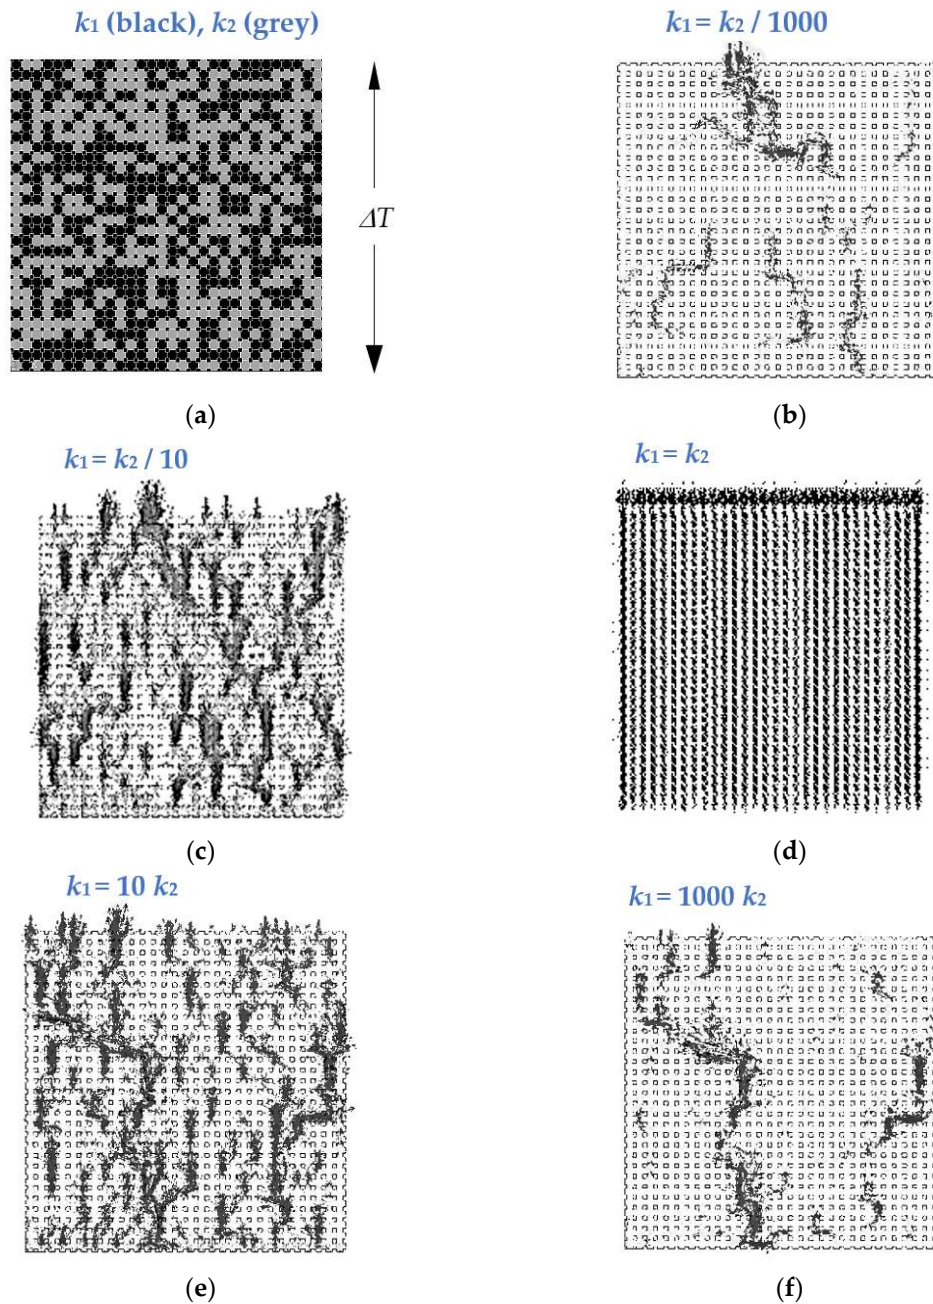 k1 (black), k2 (grey)
k1 = k2 / 1000
ΔT
(a)
(b)
k1 = k2 / 10
k1 = k2
(c)
(d)
k1 = 10 k2
k1 = 1000 k2
(e)
(f)